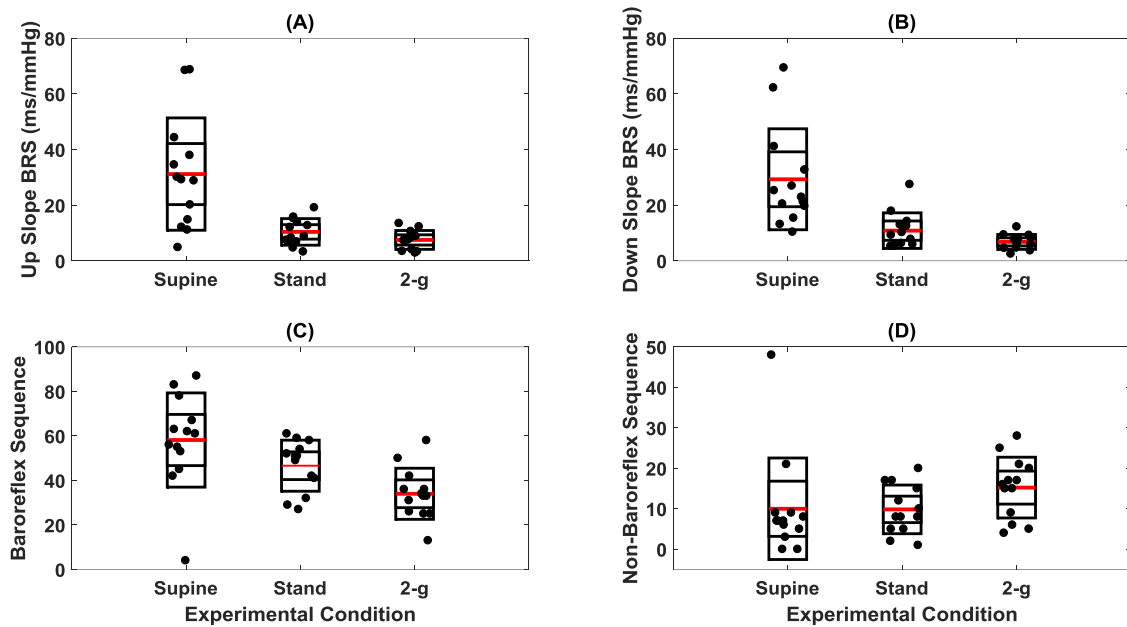 (A)
Up Slope BRS (ms/mmHg)
80
60
40
20
0
Supine Stand 2-g
(B)
Down Slope BRS (ms/mmHg)
80
60
40
20
0
Supine Stand 2-g
(C)
Baroreflex Sequence
100
80
60
40
20
0
Supine Stand 2-g
Experimental Condition
(D)
Non-Baroreflex Sequence
50
40
30
20
10
0
Supine Stand 2-g
Experimental Condition